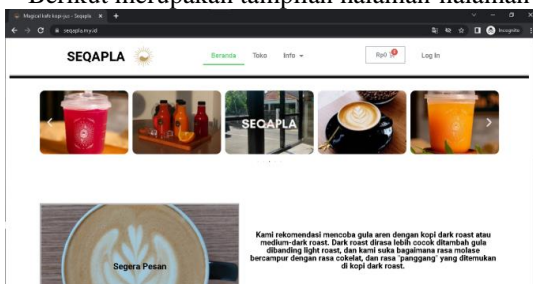 Berikut merupakan tampilan halaman-halaman
Magical kafe kopi-jus - Seqapla
seqapla.my.id
Incognito
SEQAPLA
Beranda Toko Info
Rp0 0
Log In
SEQAPLA
Segera Pesan
Kami rekomendasi mencoba gula aren dengan kopi dark roast atau
medium-dark roast. Dark roast dirasa lebih cocok ditambah gula
dibanding light roast, dan kami suka bagaimana rasa molase
bercampur dengan rasa cokelat, dan rasa 'panggang' yang ditemukan
di kopi dark roast.